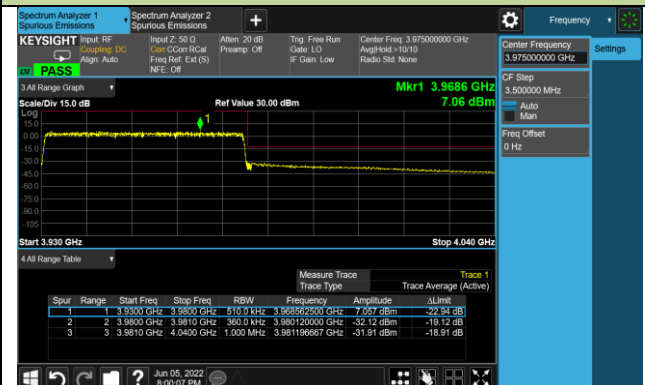 Spectrum Analyzer 1
Spurious Emissions
Spectrum Analyzer 2
Spurious Emissions
Frequency
KEYSIGHT
Input: RF
Coupling: DC
Align: Auto
Input Z: 50 Ω
Corr CCorr RCal
Freq Ref: Ext (S)
NFE: Off
Atten: 20 dB
Preamp: Off
Trig: Free Run
Gate: LO
IF Gain: Low
Center Freq: 3.975000000 GHz
Avg|Hold:>10/10
Radio Std: None
PASS
Center Frequency
3.975000000 GHz
Settings
CF Step
3.500000 MHz
Auto
Man
Freq Offset
0 Hz
3 All Range Graph
Mkr1 3.9686 GHz
Scale/Div 15.0 dB
Ref Value 30.00 dBm
7.06 dBm
Log
15.0
0.00
-15.0
-30.0
-45.0
-60.0
-75.0
-90.0
-105
1
Start 3.930 GHz
Stop 4.040 GHz
4 All Range Table
Measure Trace Trace 1
Trace Type Trace Average (Active)
Spur Range Start Freq Stop Freq RBW Frequency Amplitude ΔLimit
1 1 3.9300 GHz 3.9800 GHz 510.0 kHz 3.968562500 GHz 7.057 dBm -22.94 dB
2 2 3.9800 GHz 3.9810 GHz 360.0 kHz 3.980120000 GHz -32.12 dBm -19.12 dB
3 3 3.9810 GHz 4.0400 GHz 1.000 MHz 3.981196667 GHz -31.91 dBm -18.91 dB
Jun 05, 2022
8:00:07 PM